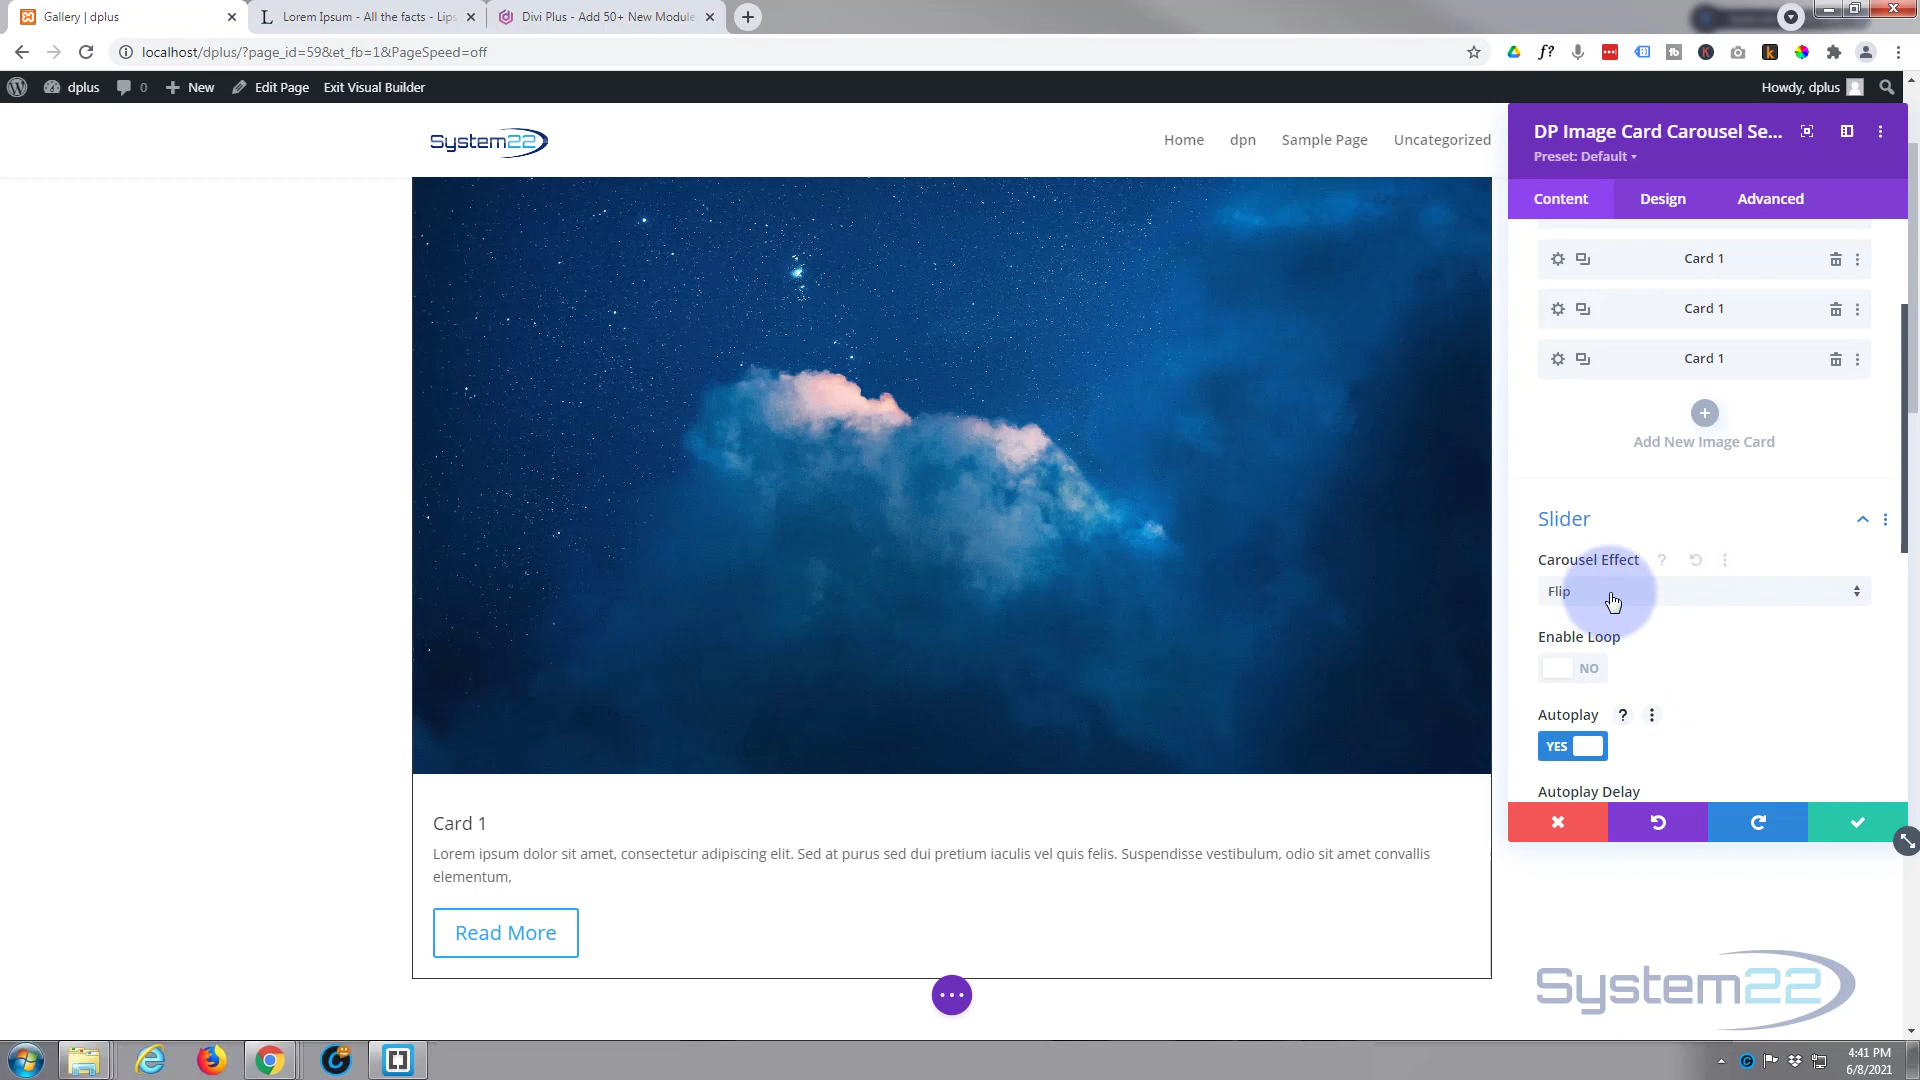 Gallery | dplus
Lorem Ipsum - All the facts - Lips
Divi Plus - Add 50+ New Module
localhost/dplus/?page_id=59&et_fb=1&PageSpeed=off
dplus 0 New Edit Page Exit Visual Builder Howdy, dplus
System22
Home dpn Sample Page Uncategorized
DP Image Card Carousel Se...
Preset: Default
Content Design Advanced
Card 1
Card 1
Card 1
Add New Image Card
Slider
Carousel Effect ?
Flip
Enable Loop
NO
Autoplay ?
YES
Autoplay Delay
Card 1
Lorem ipsum dolor sit amet, consectetur adipiscing elit. Sed at purus sed dui pretium iaculis vel quis felis. Suspendisse vestibulum, odio sit amet convallis
elementum,
Read More
System22
4:41 PM
6/8/2021